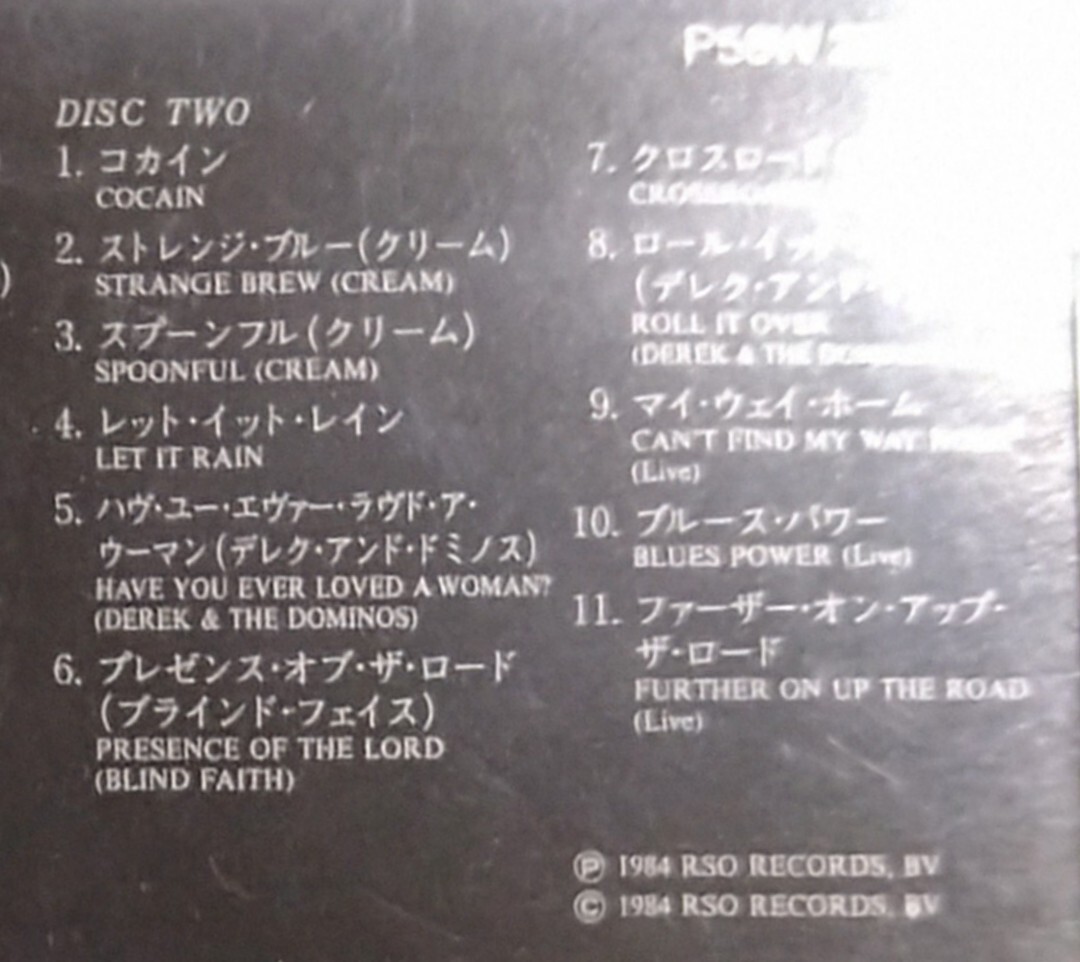 P50W
DISC TWO
1. コカイン
COCAIN
2. ストレンジ・ブルー(クリーム)
STRANGE BREW (CREAM)
3. スプーンフル(クリーム)
SPOONFUL (CREAM)
4. レット・イット・レイン
LET IT RAIN
5. ハヴ・ユー・エヴァー・ラヴド・ア・
ウーマン(デレク・アンド・ドミノス)
HAVE YOU EVER LOVED A WOMAN?
(DEREK & THE DOMINOS)
6. プレゼンス・オブ・ザ・ロード
(ブラインド・フェイス)
PRESENCE OF THE LORD
(BLIND FAITH)
7. クロスロード
8. ロール・イッ
(デレク・アンド・
ROLL IT OVER
(DEREK & THE
9. マイ・ウェイ・ホーム
CAN'T FIND MY WAY HOME
(Live)
10. ブルース・パワー
BLUES POWER (Live)
11. ファーザー・オン・アップ・
ザ・ロード
FURTHER ON UP THE ROAD
(Live)
Ⓟ 1984 RSO RECORDS, BV
© 1984 RSO RECORDS, BV